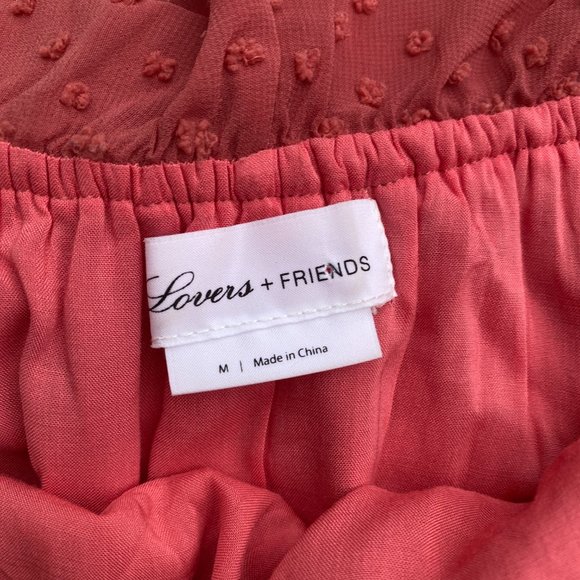 Lovers + FRIENDS
M | Made in China